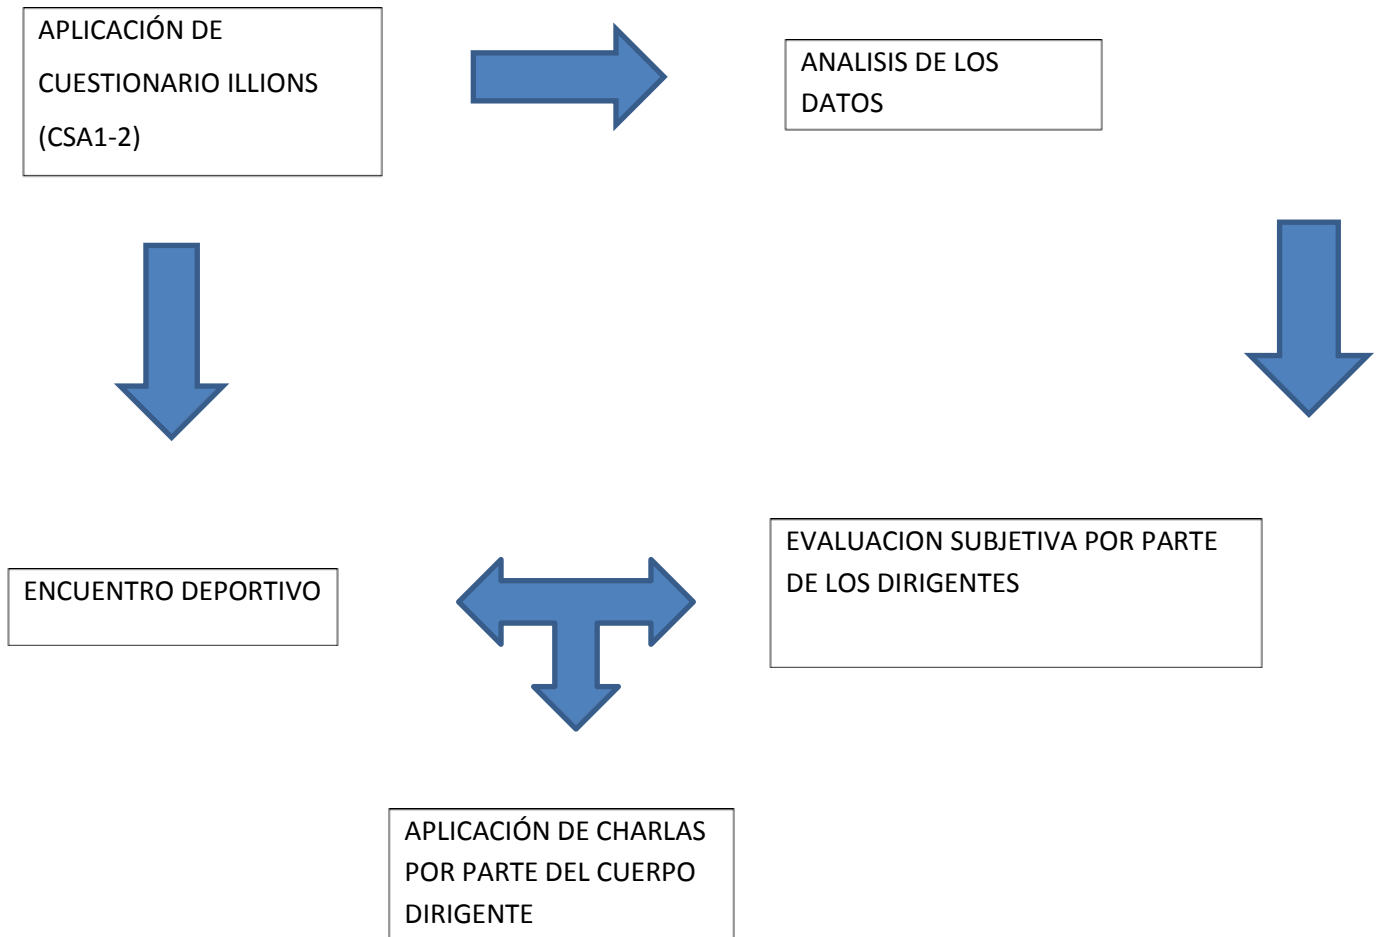 APLICACIÓN DE
CUESTIONARIO ILLIONS
(CSA1-2)
ANALISIS DE LOS
DATOS
ENCUENTRO DEPORTIVO
EVALUACION SUBJETIVA POR PARTE
DE LOS DIRIGENTES
APLICACIÓN DE CHARLAS
POR PARTE DEL CUERPO
DIRIGENTE